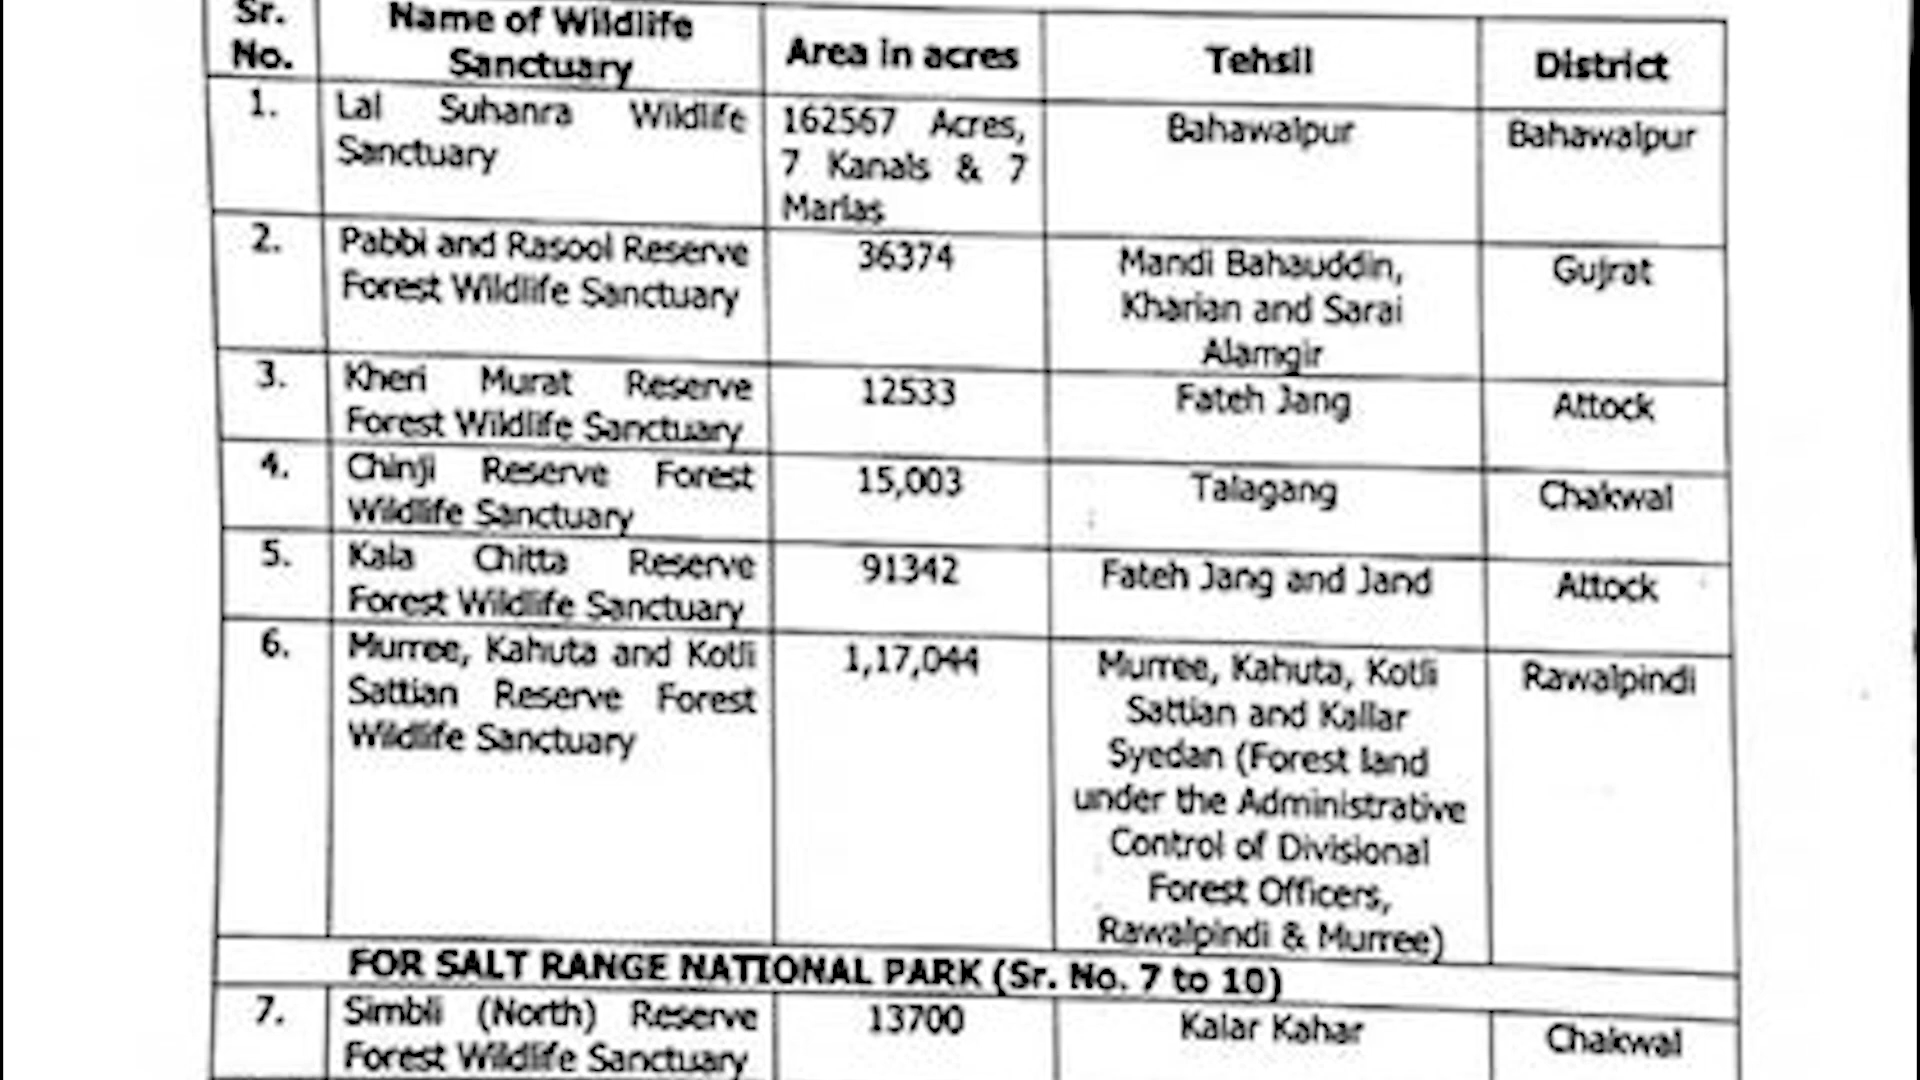 Sr. No. | Name of Wildlife Sanctuary | Area in acres | Tehsil | District
1. | Lal Suhanra Wildlife Sanctuary | 162567 Acres, 7 Kanals & 7 Marlas | Bahawalpur | Bahawalpur
2. | Pabbi and Rasool Reserve Forest Wildlife Sanctuary | 36374 | Mandi Bahauddin, Kharian and Sarai Alamgir | Gujrat
3. | Kheri Murat Reserve Forest Wildlife Sanctuary | 12533 | Fateh Jang | Attock
4. | Chinji Reserve Forest Wildlife Sanctuary | 15,003 | Talagang | Chakwal
5. | Kala Chitta Reserve Forest Wildlife Sanctuary | 91342 | Fateh Jang and Jand | Attock
6. | Murree, Kahuta and Kotli Sattian Reserve Forest Wildlife Sanctuary | 1,17,044 | Murree, Kahuta, Kotli Sattian and Kallar Syedan (Forest land under the Administrative Control of Divisional Forest Officers, Rawalpindi & Murree) | Rawalpindi
FOR SALT RANGE NATIONAL PARK (Sr. No. 7 to 10)
7. | Simbli (North) Reserve Forest Wildlife Sanctuary | 13700 | Kalar Kahar | Chakwal